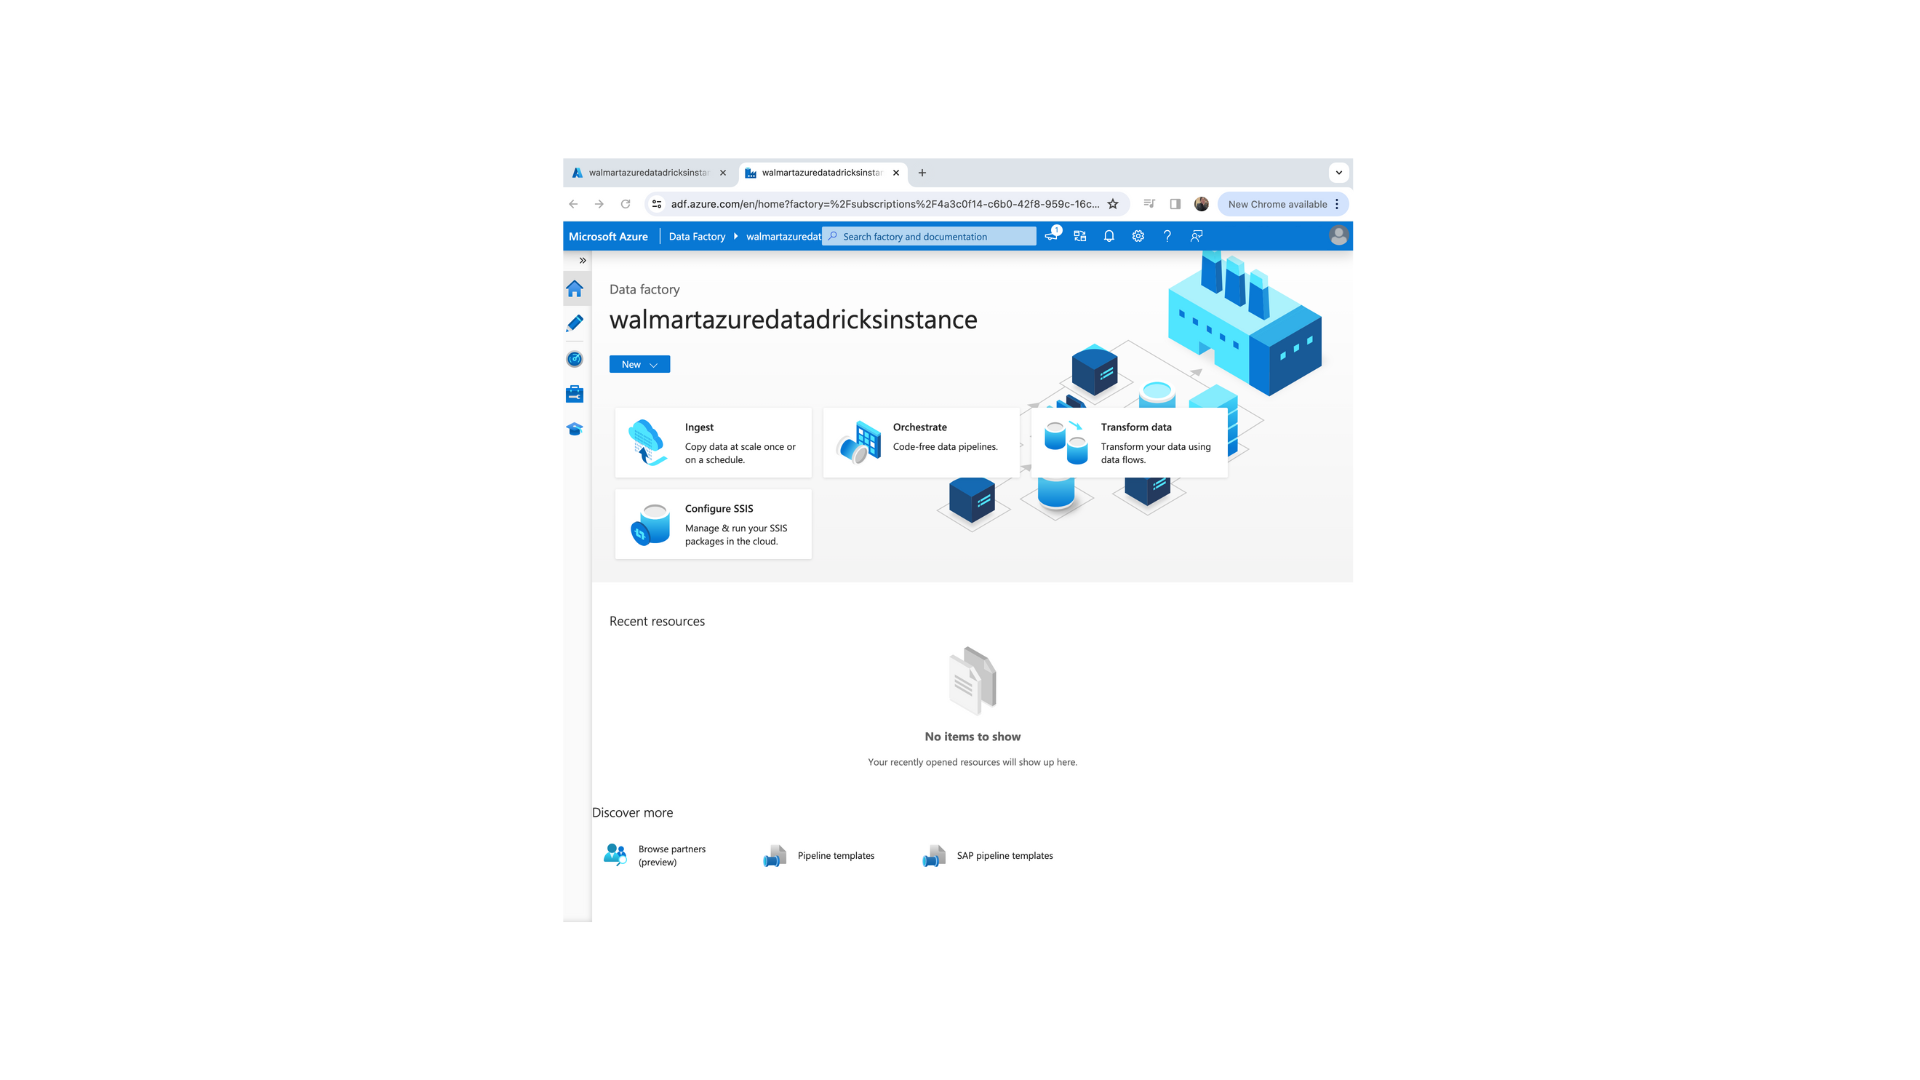 walmartazuredatadricksinsta
walmartazuredatadricksinsta
adf.azure.com/en/home?factory=%2Fsubscriptions%2F4a3c0f14-c6b0-42f8-959c-16c...
New Chrome available
Microsoft Azure
Data Factory
walmartazuredat
Search factory and documentation
1
Data factory
walmartazuredatadricksinstance
New
Ingest
Copy data at scale once or
on a schedule.
Orchestrate
Code-free data pipelines.
Transform data
Transform your data using
data flows.
Configure SSIS
Manage & run your SSIS
packages in the cloud.
Recent resources
No items to show
Your recently opened resources will show up here.
Discover more
Browse partners
(preview)
Pipeline templates
SAP pipeline templates